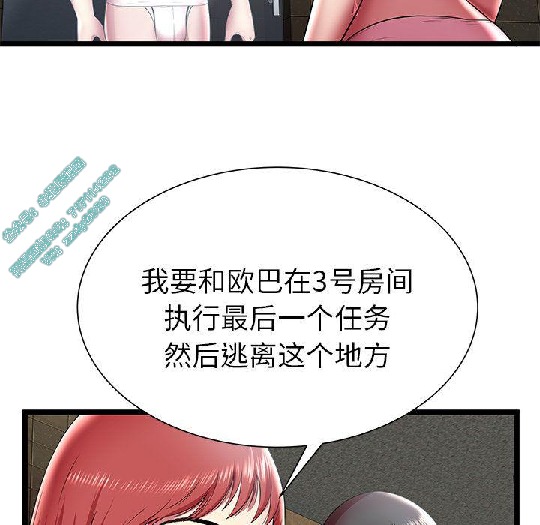 我要和欧巴在3号房间
执行最后一个任务
然后逃离这个地方